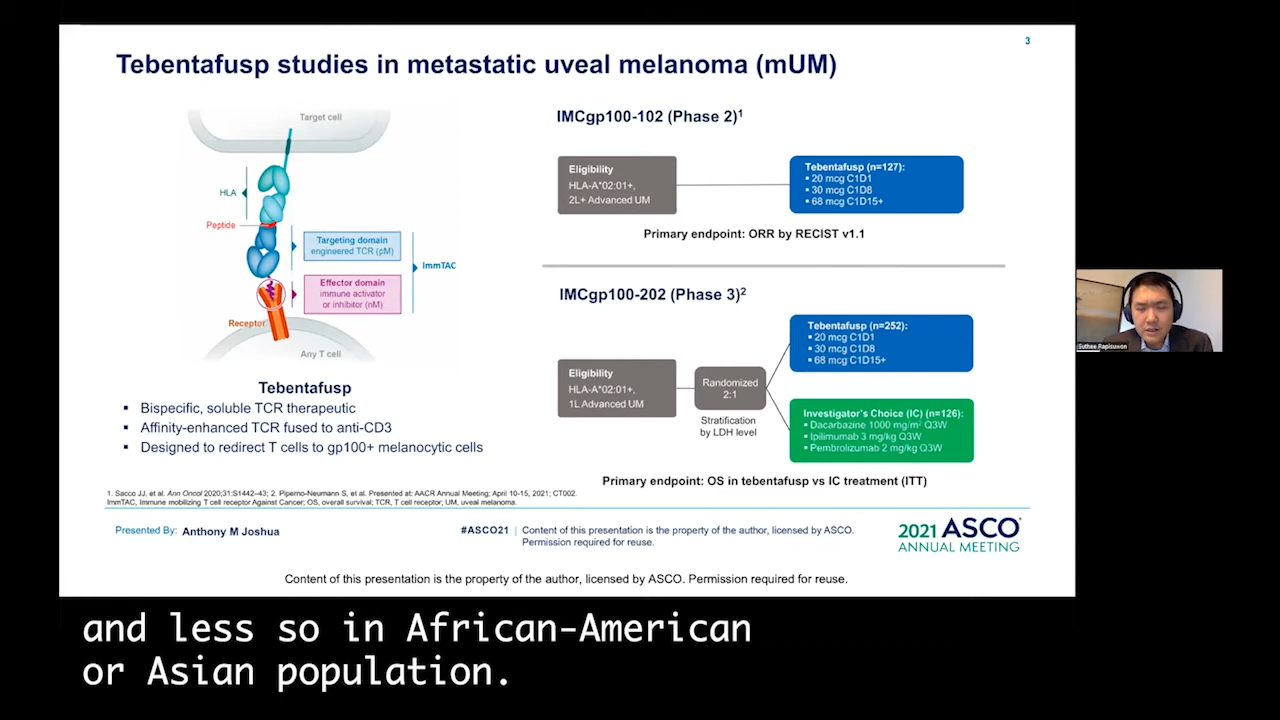 3
Tebentafusp studies in metastatic uveal melanoma (mUM)
Target cell
HLA
Peptide
Targeting domain
engineered TCR (pM)
ImmTAC
Effector domain
immune activator
or inhibitor (nM)
Receptor
Any T cell
Tebentafusp
▪ Bispecific, soluble TCR therapeutic
▪ Affinity-enhanced TCR fused to anti-CD3
▪ Designed to redirect T cells to gp100+ melanocytic cells
IMCgp100-102 (Phase 2)¹
Eligibility
HLA-A*02:01+,
2L+ Advanced UM
Tebentafusp (n=127):
▪ 20 mcg C1D1
▪ 30 mcg C1D8
▪ 68 mcg C1D15+
Primary endpoint: ORR by RECIST v1.1
IMCgp100-202 (Phase 3)²
Eligibility
HLA-A*02:01+,
1L Advanced UM
Randomized
2:1
Stratification
by LDH level
Tebentafusp (n=252):
▪ 20 mcg C1D1
▪ 30 mcg C1D8
▪ 68 mcg C1D15+
Investigator's Choice (IC) (n=126):
▪ Dacarbazine 1000 mg/m² Q3W
▪ Ipilimumab 3 mg/kg Q3W
▪ Pembrolizumab 2 mg/kg Q3W
Primary endpoint: OS in tebentafusp vs IC treatment (ITT)
1. Sacco JJ, et al. Ann Oncol 2020;31:S1442–43; 2. Piperno-Neumann S, et al. Presented at: AACR Annual Meeting; April 10-15, 2021; CT002.
ImmTAC, Immune mobilizing T cell receptor Against Cancer; OS, overall survival; TCR, T cell receptor; UM, uveal melanoma.
Presented By: Anthony M Joshua
#ASCO21 | Content of this presentation is the property of the author, licensed by ASCO.
Permission required for reuse.
2021 ASCO
ANNUAL MEETING
Content of this presentation is the property of the author, licensed by ASCO. Permission required for reuse.
Suthee Rapisuwon
and less so in African-American
or Asian population.